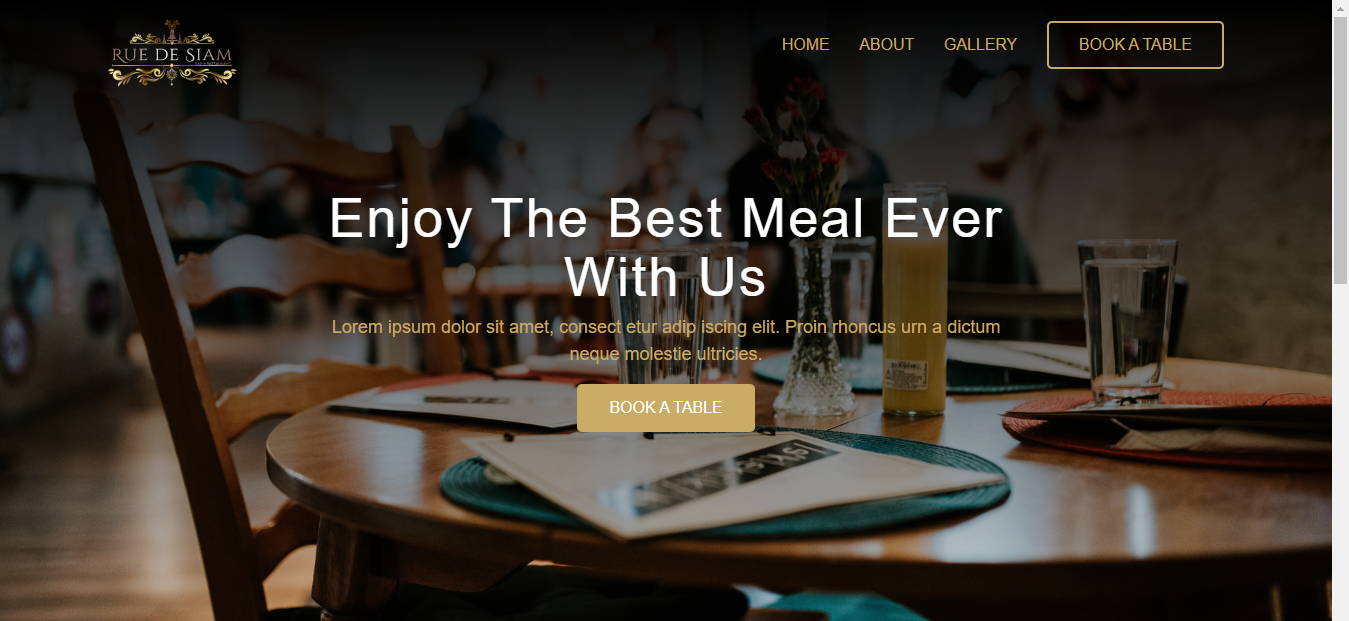 RUE DE SIAM
HOME ABOUT GALLERY BOOK A TABLE
Enjoy The Best Meal Ever
With Us
Lorem ipsum dolor sit amet, consect etur adip iscing elit. Proin rhoncus urn a dictum
neque molestie ultricies.
BOOK A TABLE